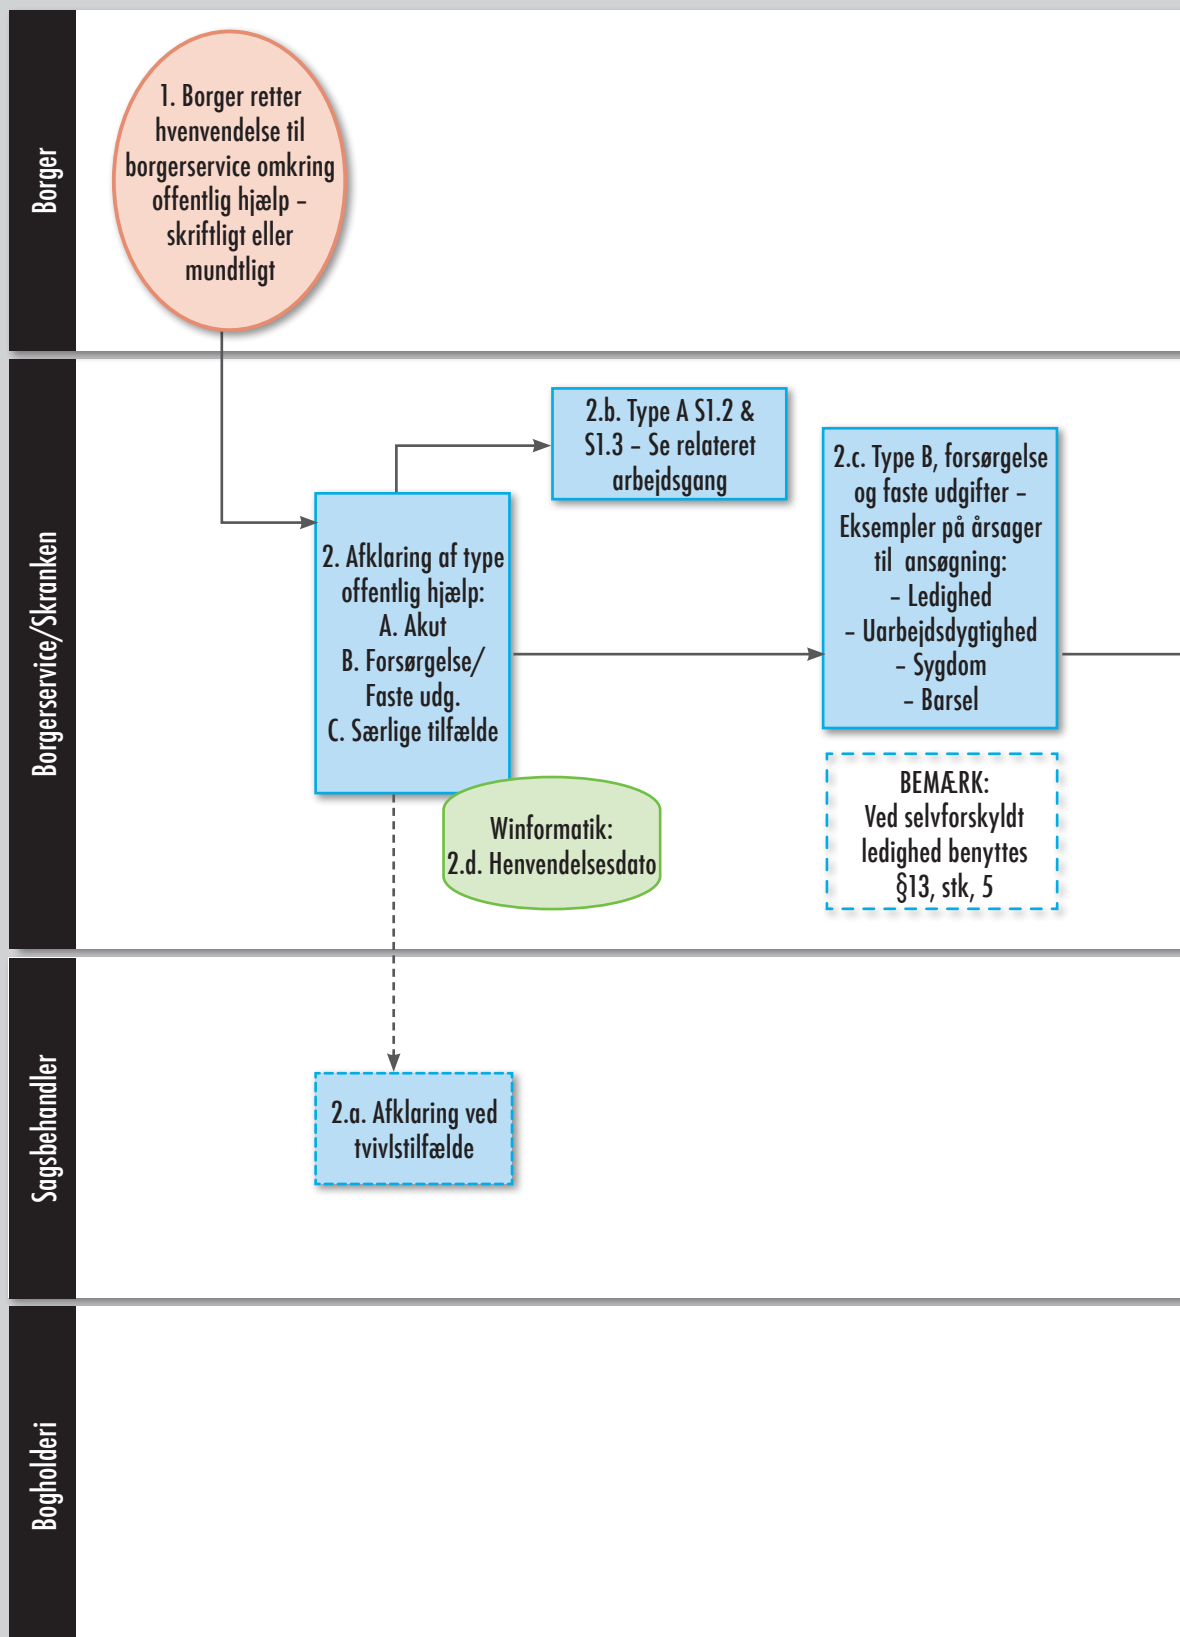 Borger
1. Borger retter
hvenvendelse til
borgerservice omkring
offentlig hjælp –
skriftligt eller
mundtligt
Borgerservice/Skranken
2.b. Type A S1.2 &
S1.3 – Se relateret
arbejdsgang
2.c. Type B, forsørgelse
og faste udgifter –
Eksempler på årsager
til ansøgning:
– Ledighed
– Uarbejdsdygtighed
– Sygdom
– Barsel
2. Afklaring af type
offentlig hjælp:
A. Akut
B. Forsørgelse/
Faste udg.
C. Særlige tilfælde
Winformatik:
2.d. Henvendelsesdato
BEMÆRK:
Ved selvforskyldt
ledighed benyttes
§13, stk, 5
Sagsbehandler
2.a. Afklaring ved
tvivlstilfælde
Bogholderi